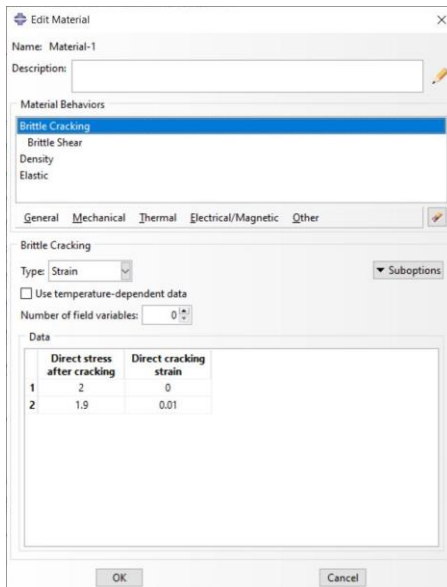 Edit Material
Name: Material-1
Description:
Material Behaviors
Brittle Cracking
Brittle Shear
Density
Elastic
General Mechanical Thermal Electrical/Magnetic Other
Brittle Cracking
Type: Strain Suboptions
Use temperature-dependent data
Number of field variables: 0
Data
Direct stress Direct cracking
after cracking strain
1 2 0
2 1.9 0.01
OK Cancel